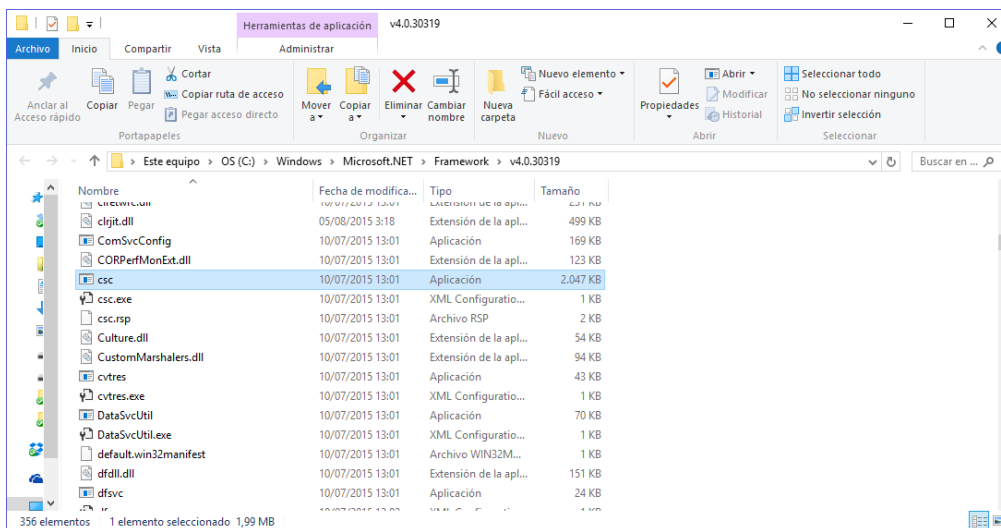 Herramientas de aplicación v4.0.30319
Archivo Inicio Compartir Vista Administrar
Anclar al Acceso rápido
Copiar
Pegar
Cortar
Copiar ruta de acceso
Pegar acceso directo
Portapapeles
Mover a
Copiar a
Eliminar
Cambiar nombre
Organizar
Nueva carpeta
Nuevo elemento
Fácil acceso
Nuevo
Propiedades
Abrir
Modificar
Historial
Abrir
Seleccionar todo
No seleccionar ninguno
Invertir selección
Seleccionar
Este equipo > OS (C:) > Windows > Microsoft.NET > Framework > v4.0.30319
Buscar en ...
Nombre Fecha de modifica... Tipo Tamaño
clrjit.dll 05/08/2015 3:18 Extensión de la apl... 499 KB
ComSvcConfig 10/07/2015 13:01 Aplicación 169 KB
CORPerfMonExt.dll 10/07/2015 13:01 Extensión de la apl... 123 KB
csc 10/07/2015 13:01 Aplicación 2.047 KB
csc.exe 10/07/2015 13:01 XML Configuratio... 1 KB
csc.rsp 10/07/2015 13:01 Archivo RSP 2 KB
Culture.dll 10/07/2015 13:01 Extensión de la apl... 54 KB
CustomMarshalers.dll 10/07/2015 13:01 Extensión de la apl... 94 KB
cvtres 10/07/2015 13:01 Aplicación 43 KB
cvtres.exe 10/07/2015 13:01 XML Configuratio... 1 KB
DataSvcUtil 10/07/2015 13:01 Aplicación 70 KB
DataSvcUtil.exe 10/07/2015 13:01 XML Configuratio... 1 KB
default.win32manifest 10/07/2015 13:01 Archivo WIN32M... 1 KB
dfdll.dll 10/07/2015 13:01 Extensión de la apl... 151 KB
dfsvc 10/07/2015 13:01 Aplicación 24 KB
356 elementos 1 elemento seleccionado 1,99 MB